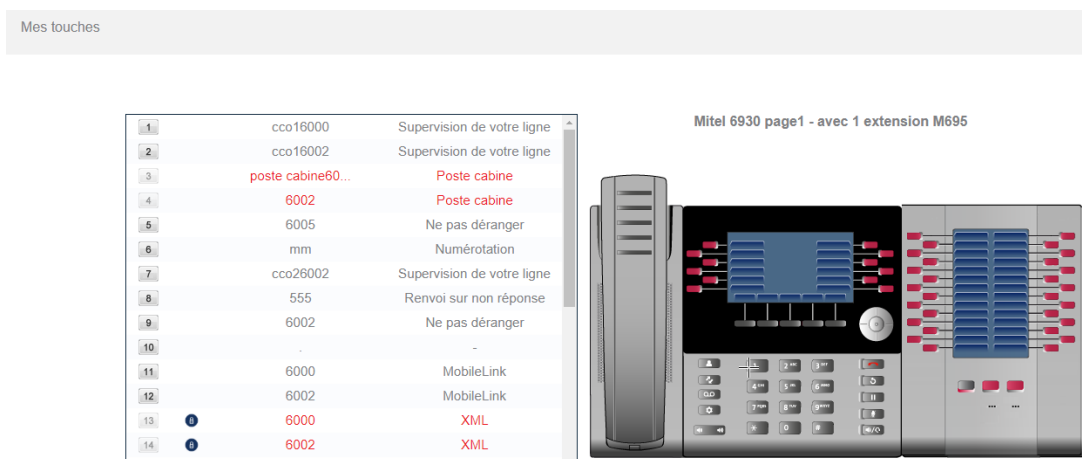 Mes touches
Mitel 6930 page1 - avec 1 extension M695
1 cco16000 Supervision de votre ligne
2 cco16002 Supervision de votre ligne
3 poste cabine60... Poste cabine
4 6002 Poste cabine
5 6005 Ne pas déranger
6 mm Numérotation
7 cco26002 Supervision de votre ligne
8 555 Renvoi sur non réponse
9 6002 Ne pas déranger
10 . -
11 6000 MobileLink
12 6002 MobileLink
13 8 6000 XML
14 8 6002 XML